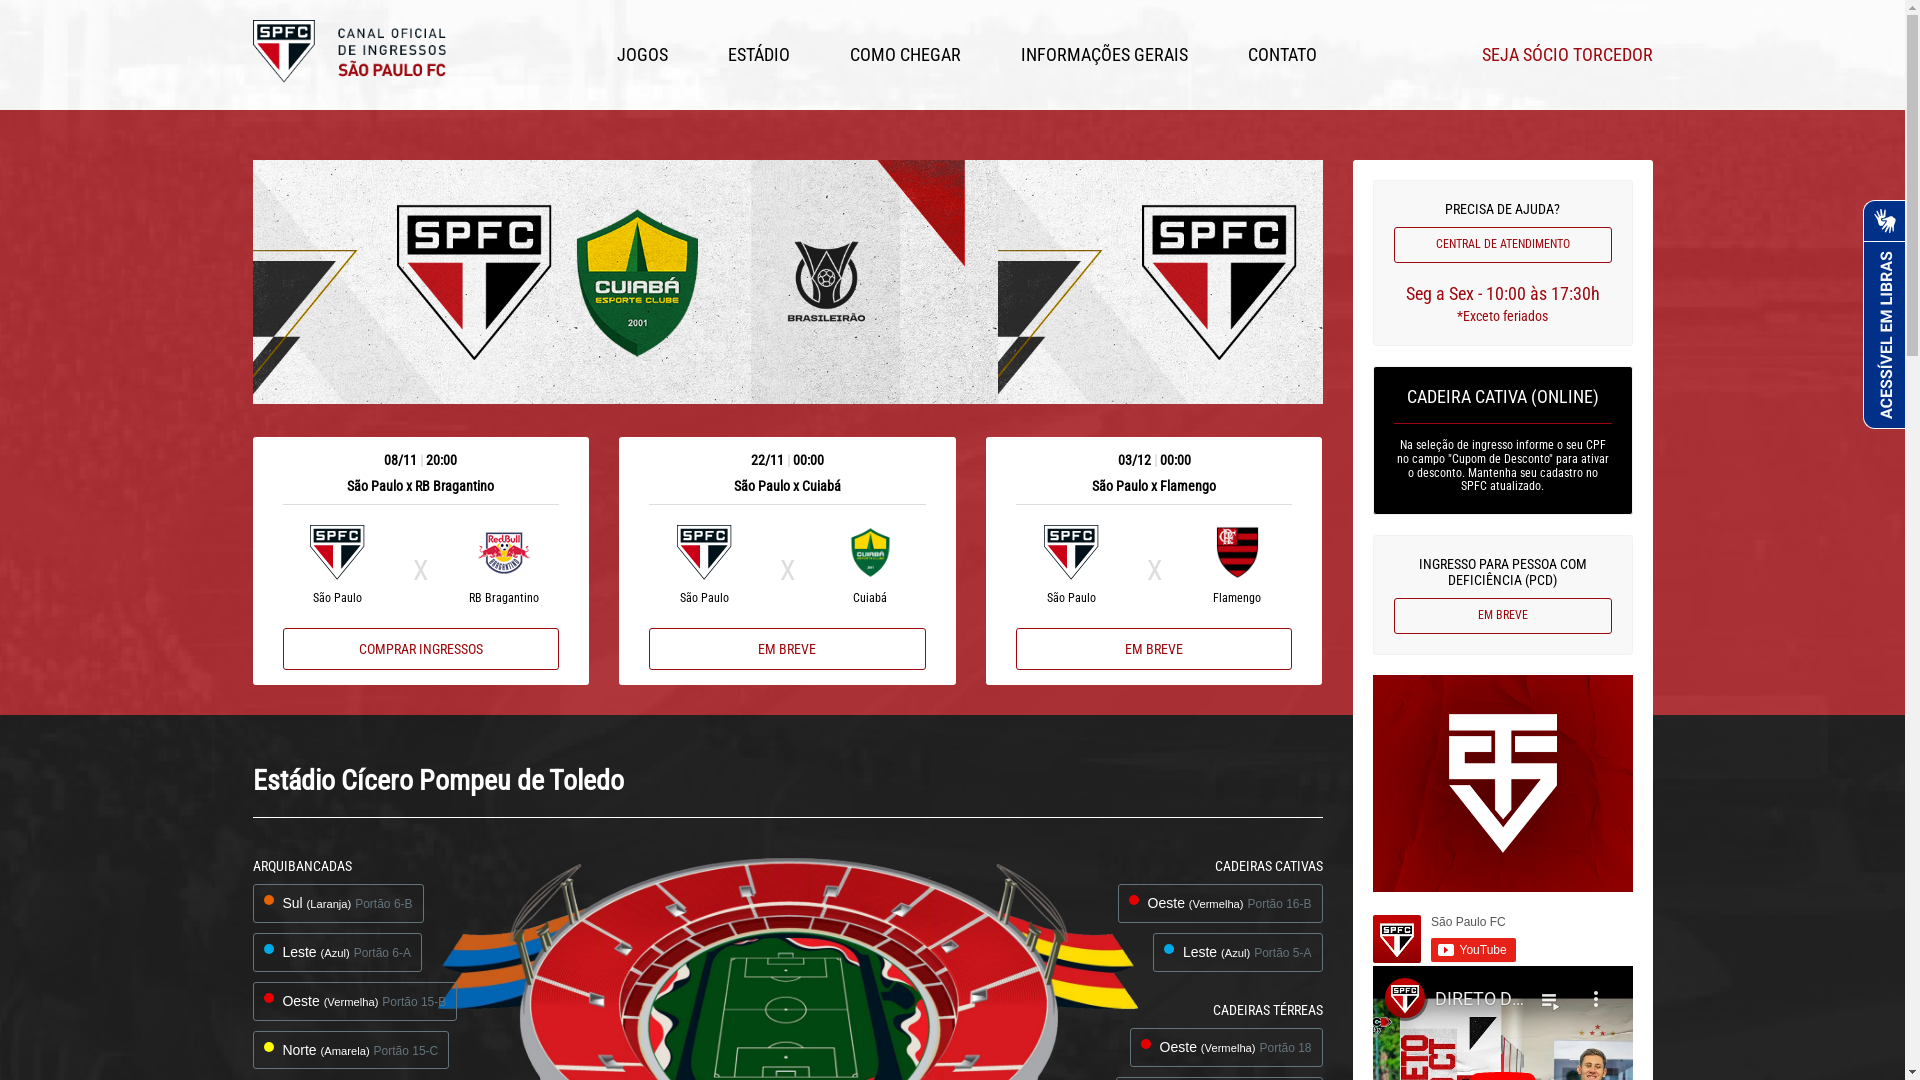 SPFC
CANAL OFICIAL
DE INGRESSOS
SÃO PAULO FC
JOGOS
ESTÁDIO
COMO CHEGAR
INFORMAÇÕES GERAIS
CONTATO
SEJA SÓCIO TORCEDOR
SPFC
CUIABÁ
ESPORTE CLUBE
2001
BRASILEIRÃO
SPFC
08/11 | 20:00
São Paulo x RB Bragantino
SPFC
X
RedBull
BRAGANTINO
São Paulo
RB Bragantino
COMPRAR INGRESSOS
22/11 | 00:00
São Paulo x Cuiabá
SPFC
X
CUIABÁ
São Paulo
Cuiabá
EM BREVE
03/12 | 00:00
São Paulo x Flamengo
SPFC
X
São Paulo
Flamengo
EM BREVE
PRECISA DE AJUDA?
CENTRAL DE ATENDIMENTO
Seg a Sex - 10:00 às 17:30h
*Exceto feriados
CADEIRA CATIVA (ONLINE)
Na seleção de ingresso informe o seu CPF
no campo "Cupom de Desconto" para ativar
o desconto. Mantenha seu cadastro no
SPFC atualizado.
INGRESSO PARA PESSOA COM
DEFICIÊNCIA (PCD)
EM BREVE
ACESSÍVEL EM LIBRAS
Estádio Cícero Pompeu de Toledo
ARQUIBANCADAS
Sul (Laranja) Portão 6-B
Leste (Azul) Portão 6-A
Oeste (Vermelha) Portão 15-B
Norte (Amarela) Portão 15-C
CADEIRAS CATIVAS
Oeste (Vermelha) Portão 16-B
Leste (Azul) Portão 5-A
CADEIRAS TÉRREAS
Oeste (Vermelha) Portão 18
SPFC
São Paulo FC
YouTube
SPFC
DIRETO D...